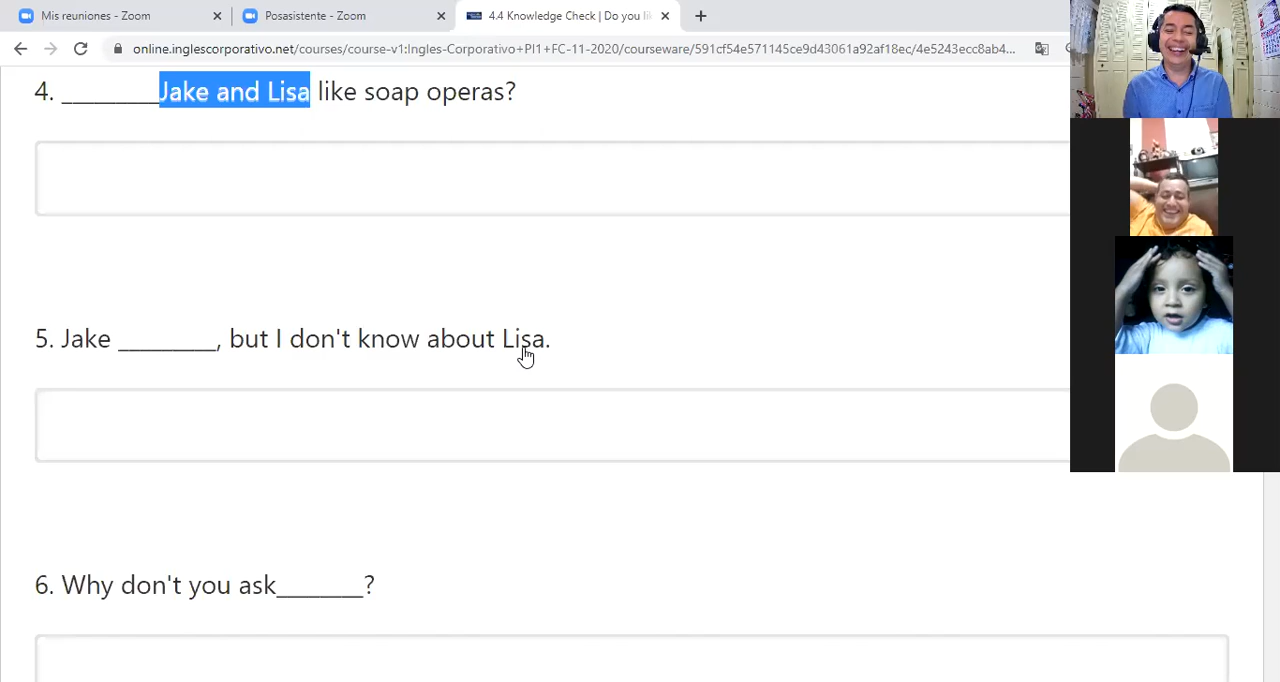 Mis reuniones - Zoom
Posasistente - Zoom
4.4 Knowledge Check | Do you li
online.inglescorporativo.net/courses/course-v1:Ingles-Corporativo+PI1+FC-11-2020/courseware/591cf54e571145ce9d43061a92af18ec/4e5243ecc8ab4...
4. _________Jake and Lisa like soap operas?
5. Jake _________, but I don't know about Lisa.
6. Why don't you ask________?